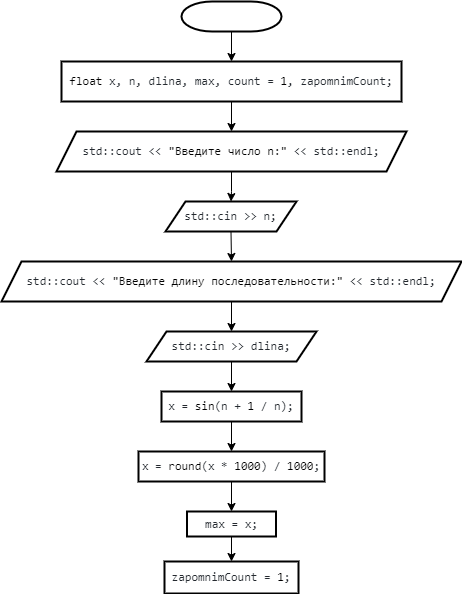 float x, n, dlina, max, count = 1, zapomnimCount;
std::cout << "Введите число n:" << std::endl;
std::cin >> n;
std::cout << "Введите длину последовательности:" << std::endl;
std::cin >> dlina;
x = sin(n + 1 / n);
x = round(x * 1000) / 1000;
max = x;
zapomnimCount = 1;